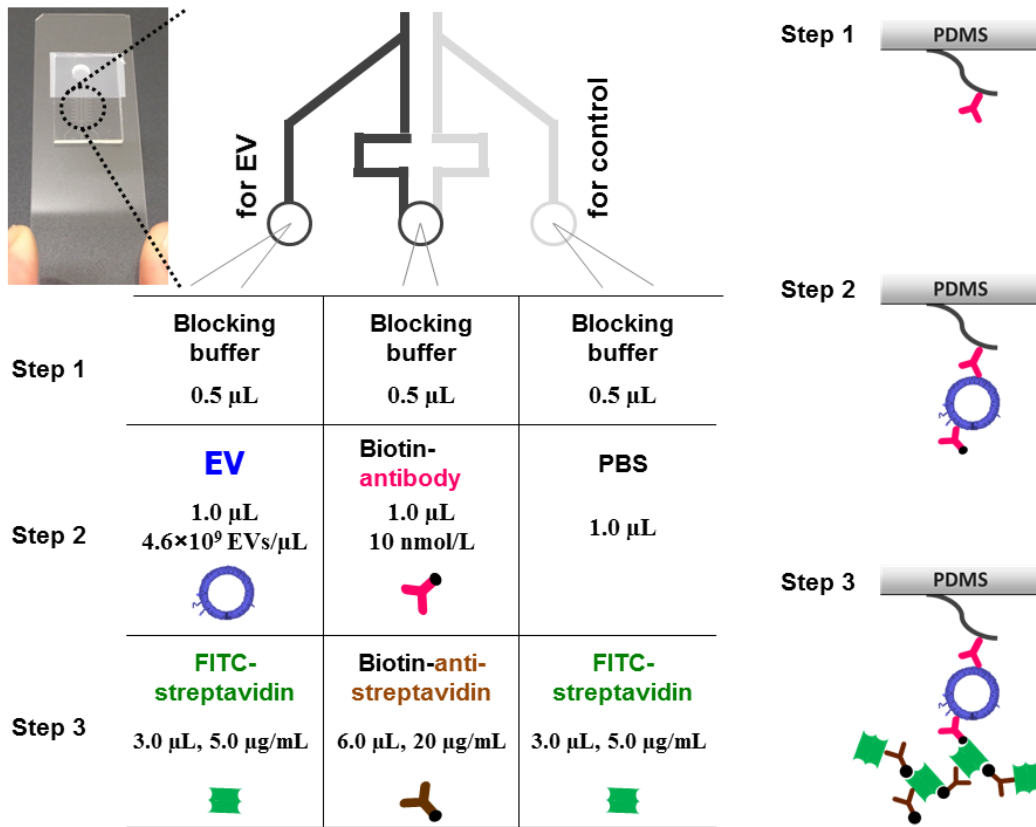 for EV
for control
Step 1
Blocking
buffer
0.5 µL
Blocking
buffer
0.5 µL
Blocking
buffer
0.5 µL
Step 2
EV
1.0 µL
4.6×10⁹ EVs/µL
Biotin-
antibody
1.0 µL
10 nmol/L
PBS
1.0 µL
Step 3
FITC-
streptavidin
3.0 µL, 5.0 µg/mL
Biotin-anti-
streptavidin
6.0 µL, 20 µg/mL
FITC-
streptavidin
3.0 µL, 5.0 µg/mL
Step 1
PDMS
Step 2
PDMS
Step 3
PDMS